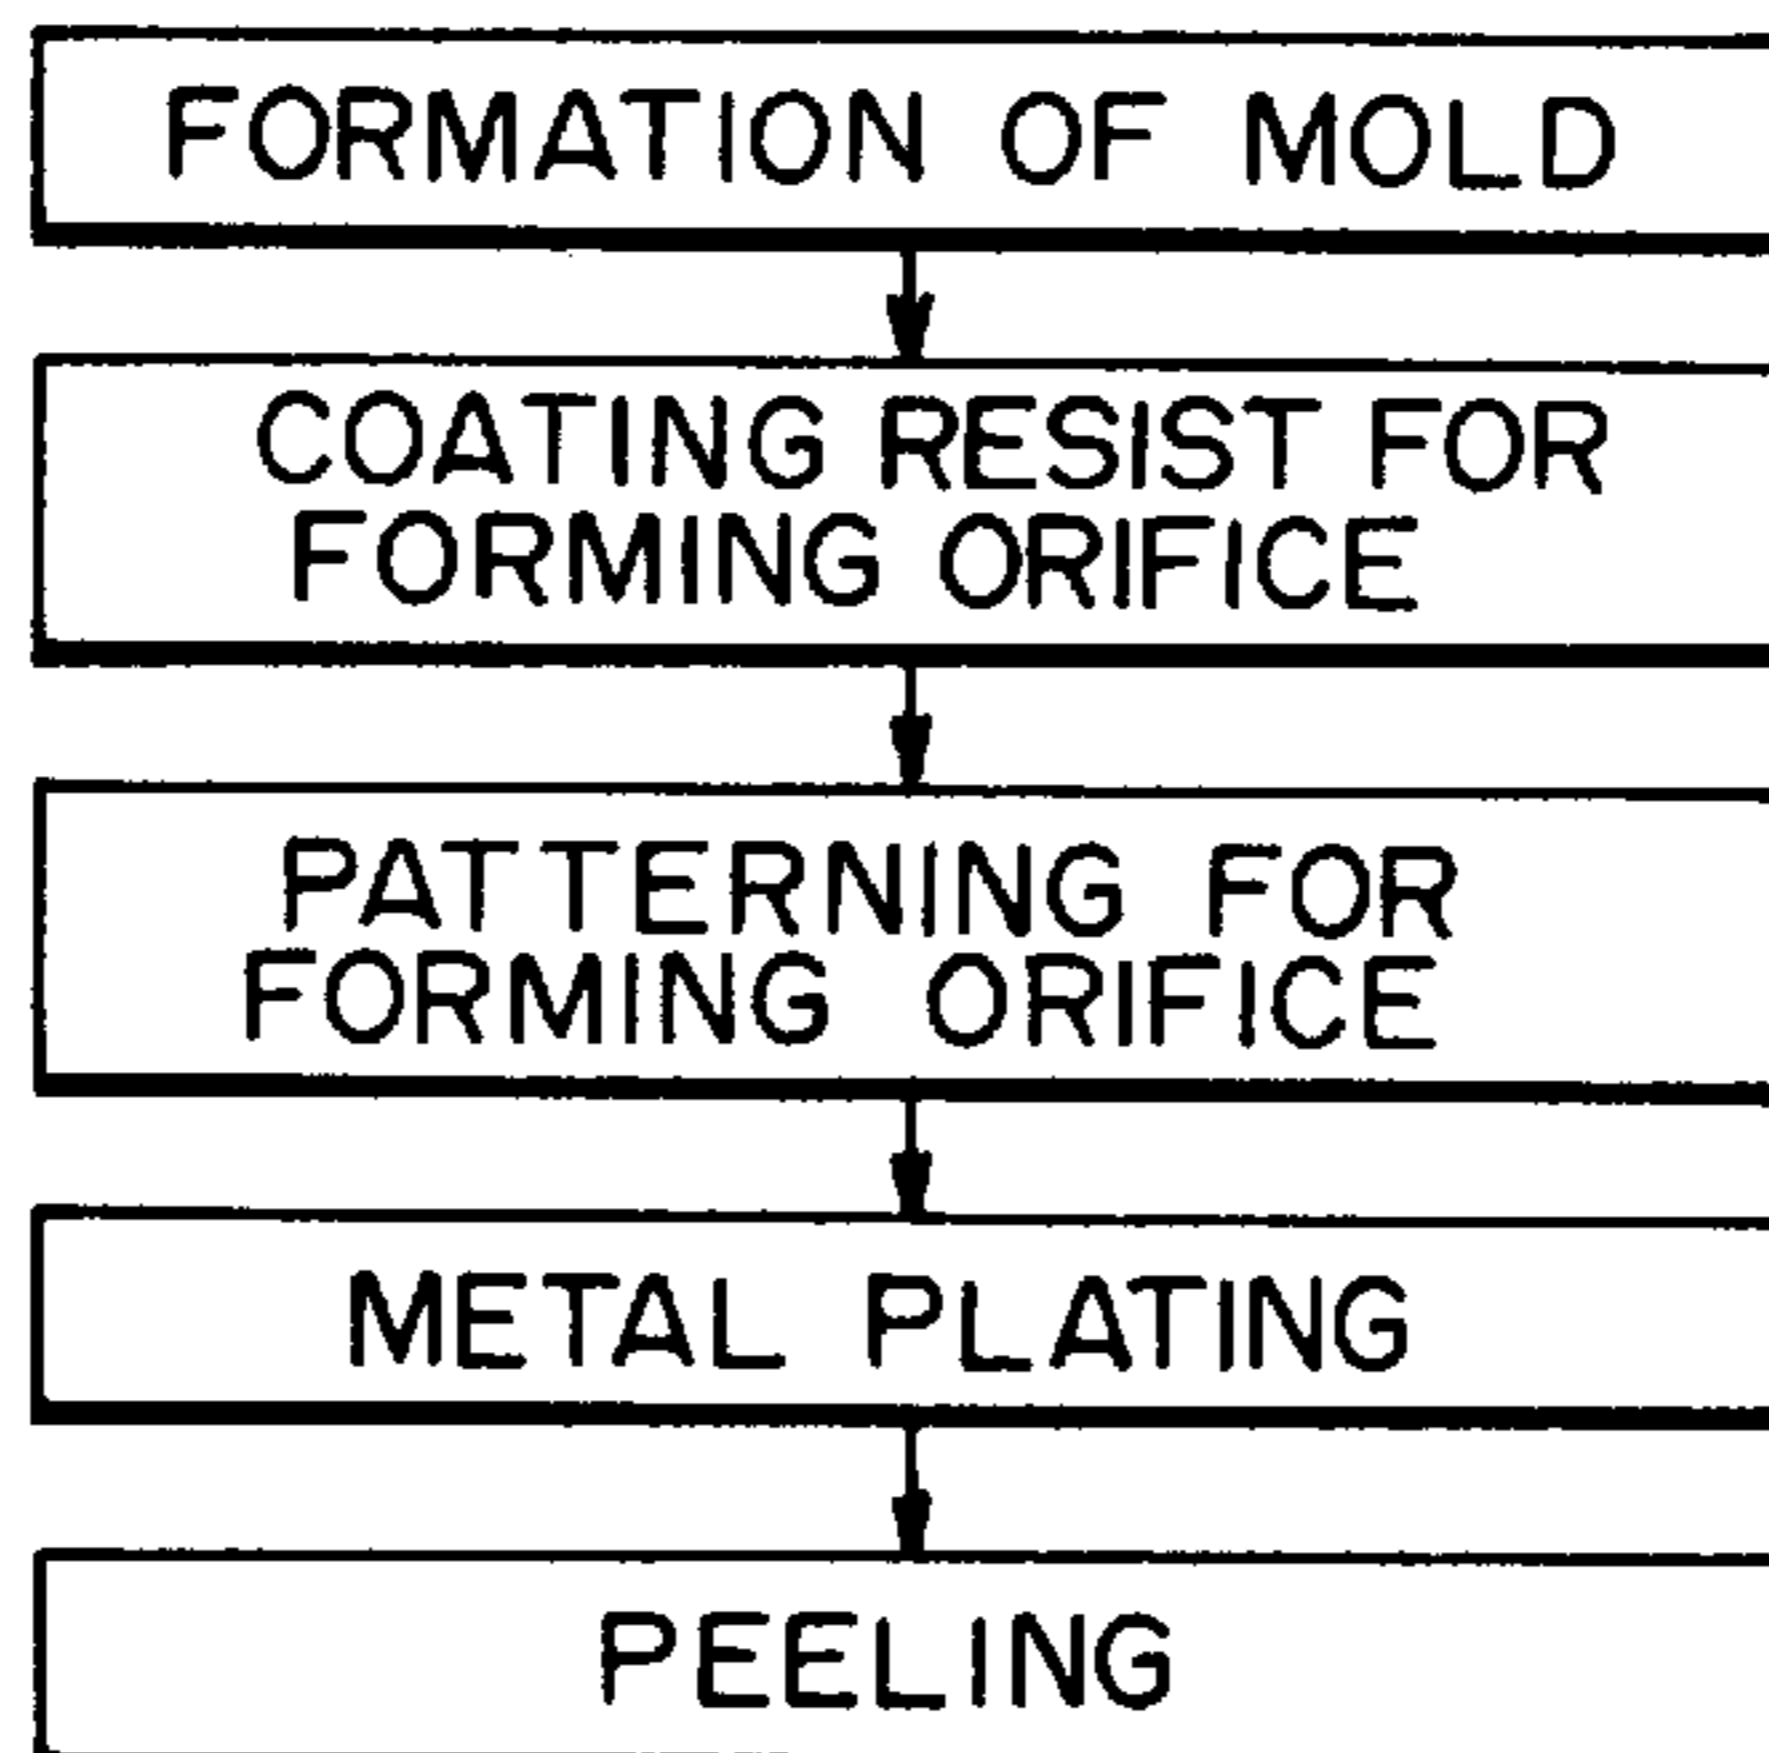 FORMATION OF MOLD
COATING RESIST FOR
FORMING ORIFICE
PATTERNING FOR
FORMING ORIFICE
METAL PLATING
PEELING